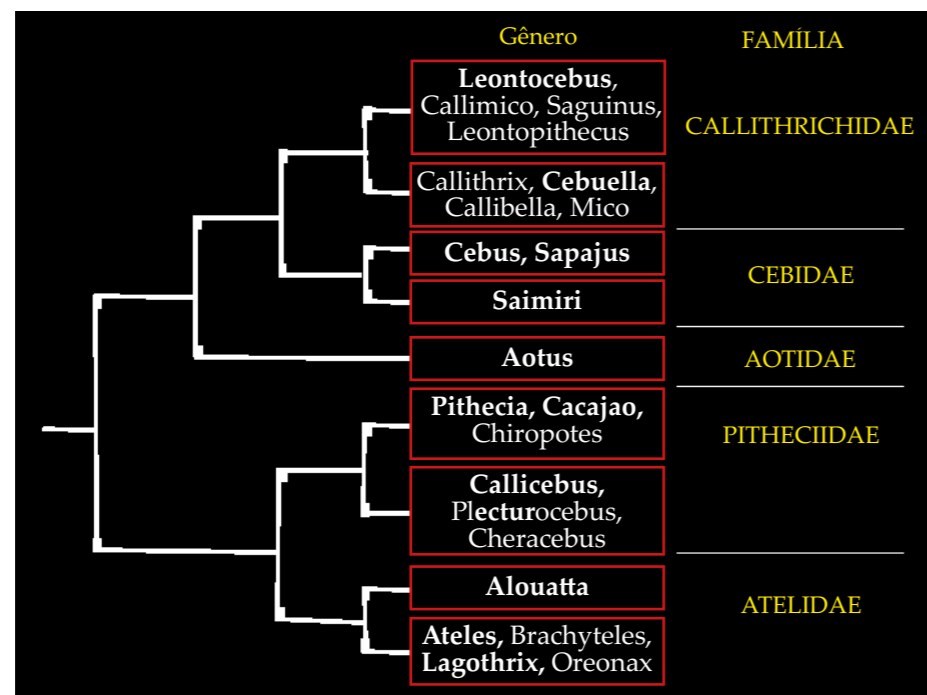 Gênero
FAMÍLIA
Leontocebus,
Callimico, Saguinus,
Leontopithecus
CALLITHRICHIDAE
Callithrix, Cebuella,
Callibella, Mico
Cebus, Sapajus
CEBIDAE
Saimiri
Aotus
AOTIDAE
Pithecia, Cacajao,
Chiropotes
PITHECIIDAE
Callicebus,
Plecturocebus,
Cheracebus
Alouatta
ATELIDAE
Ateles, Brachyteles,
Lagothrix, Oreonax